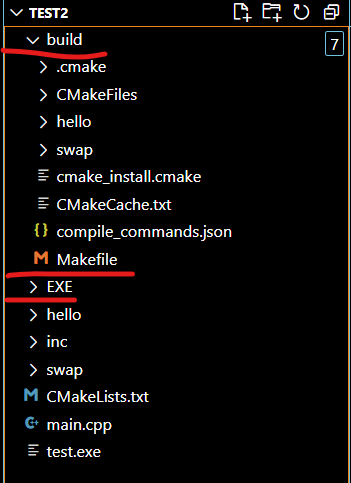 TEST2
build
7
.cmake
CMakeFiles
hello
swap
cmake_install.cmake
CMakeCache.txt
{} compile_commands.json
M Makefile
EXE
hello
inc
swap
M CMakeLists.txt
C++ main.cpp
test.exe